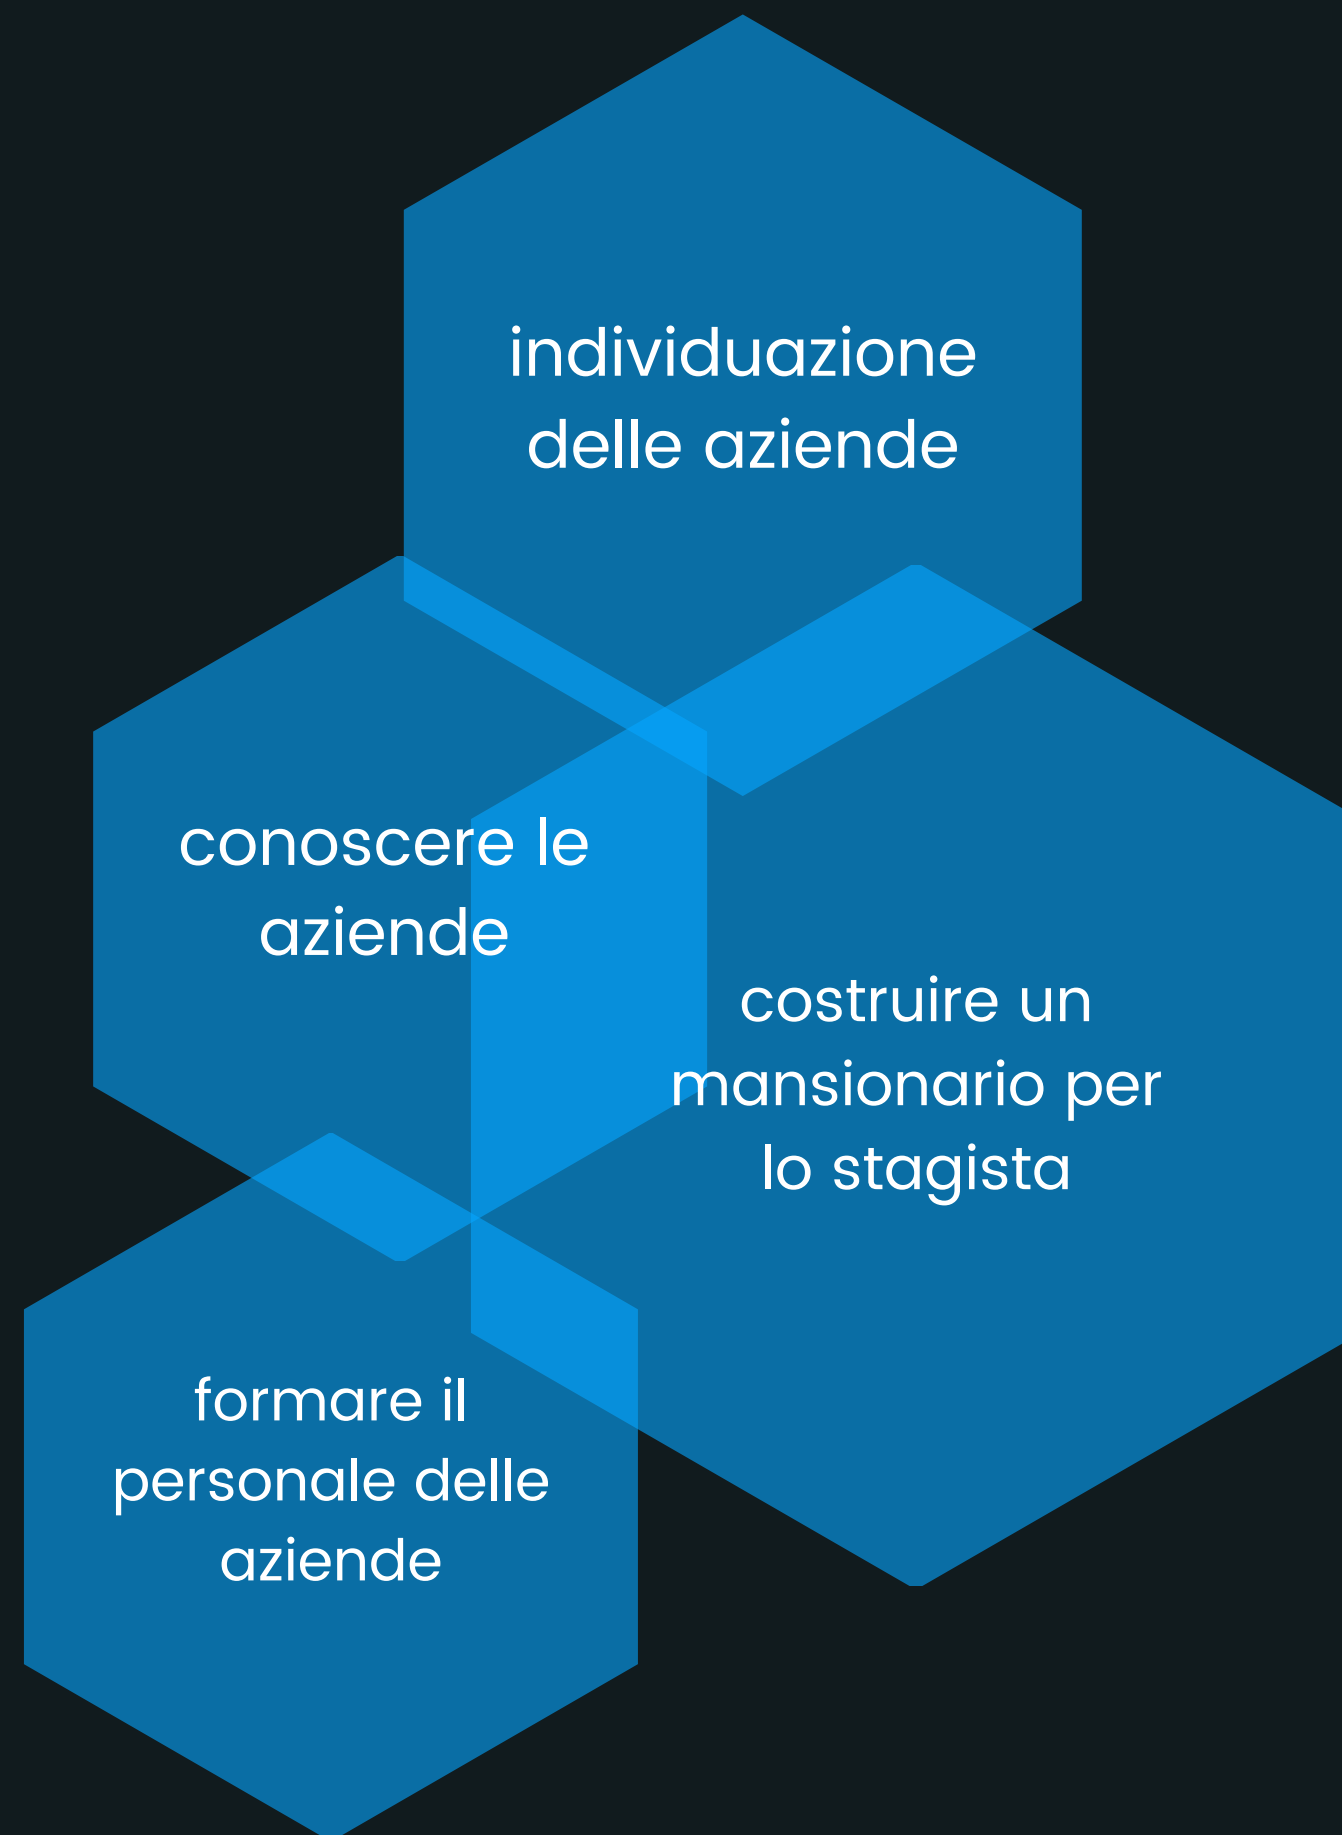 individuazione
delle aziende
conoscere le
aziende
costruire un
mansionario per
lo stagista
formare il
personale delle
aziende